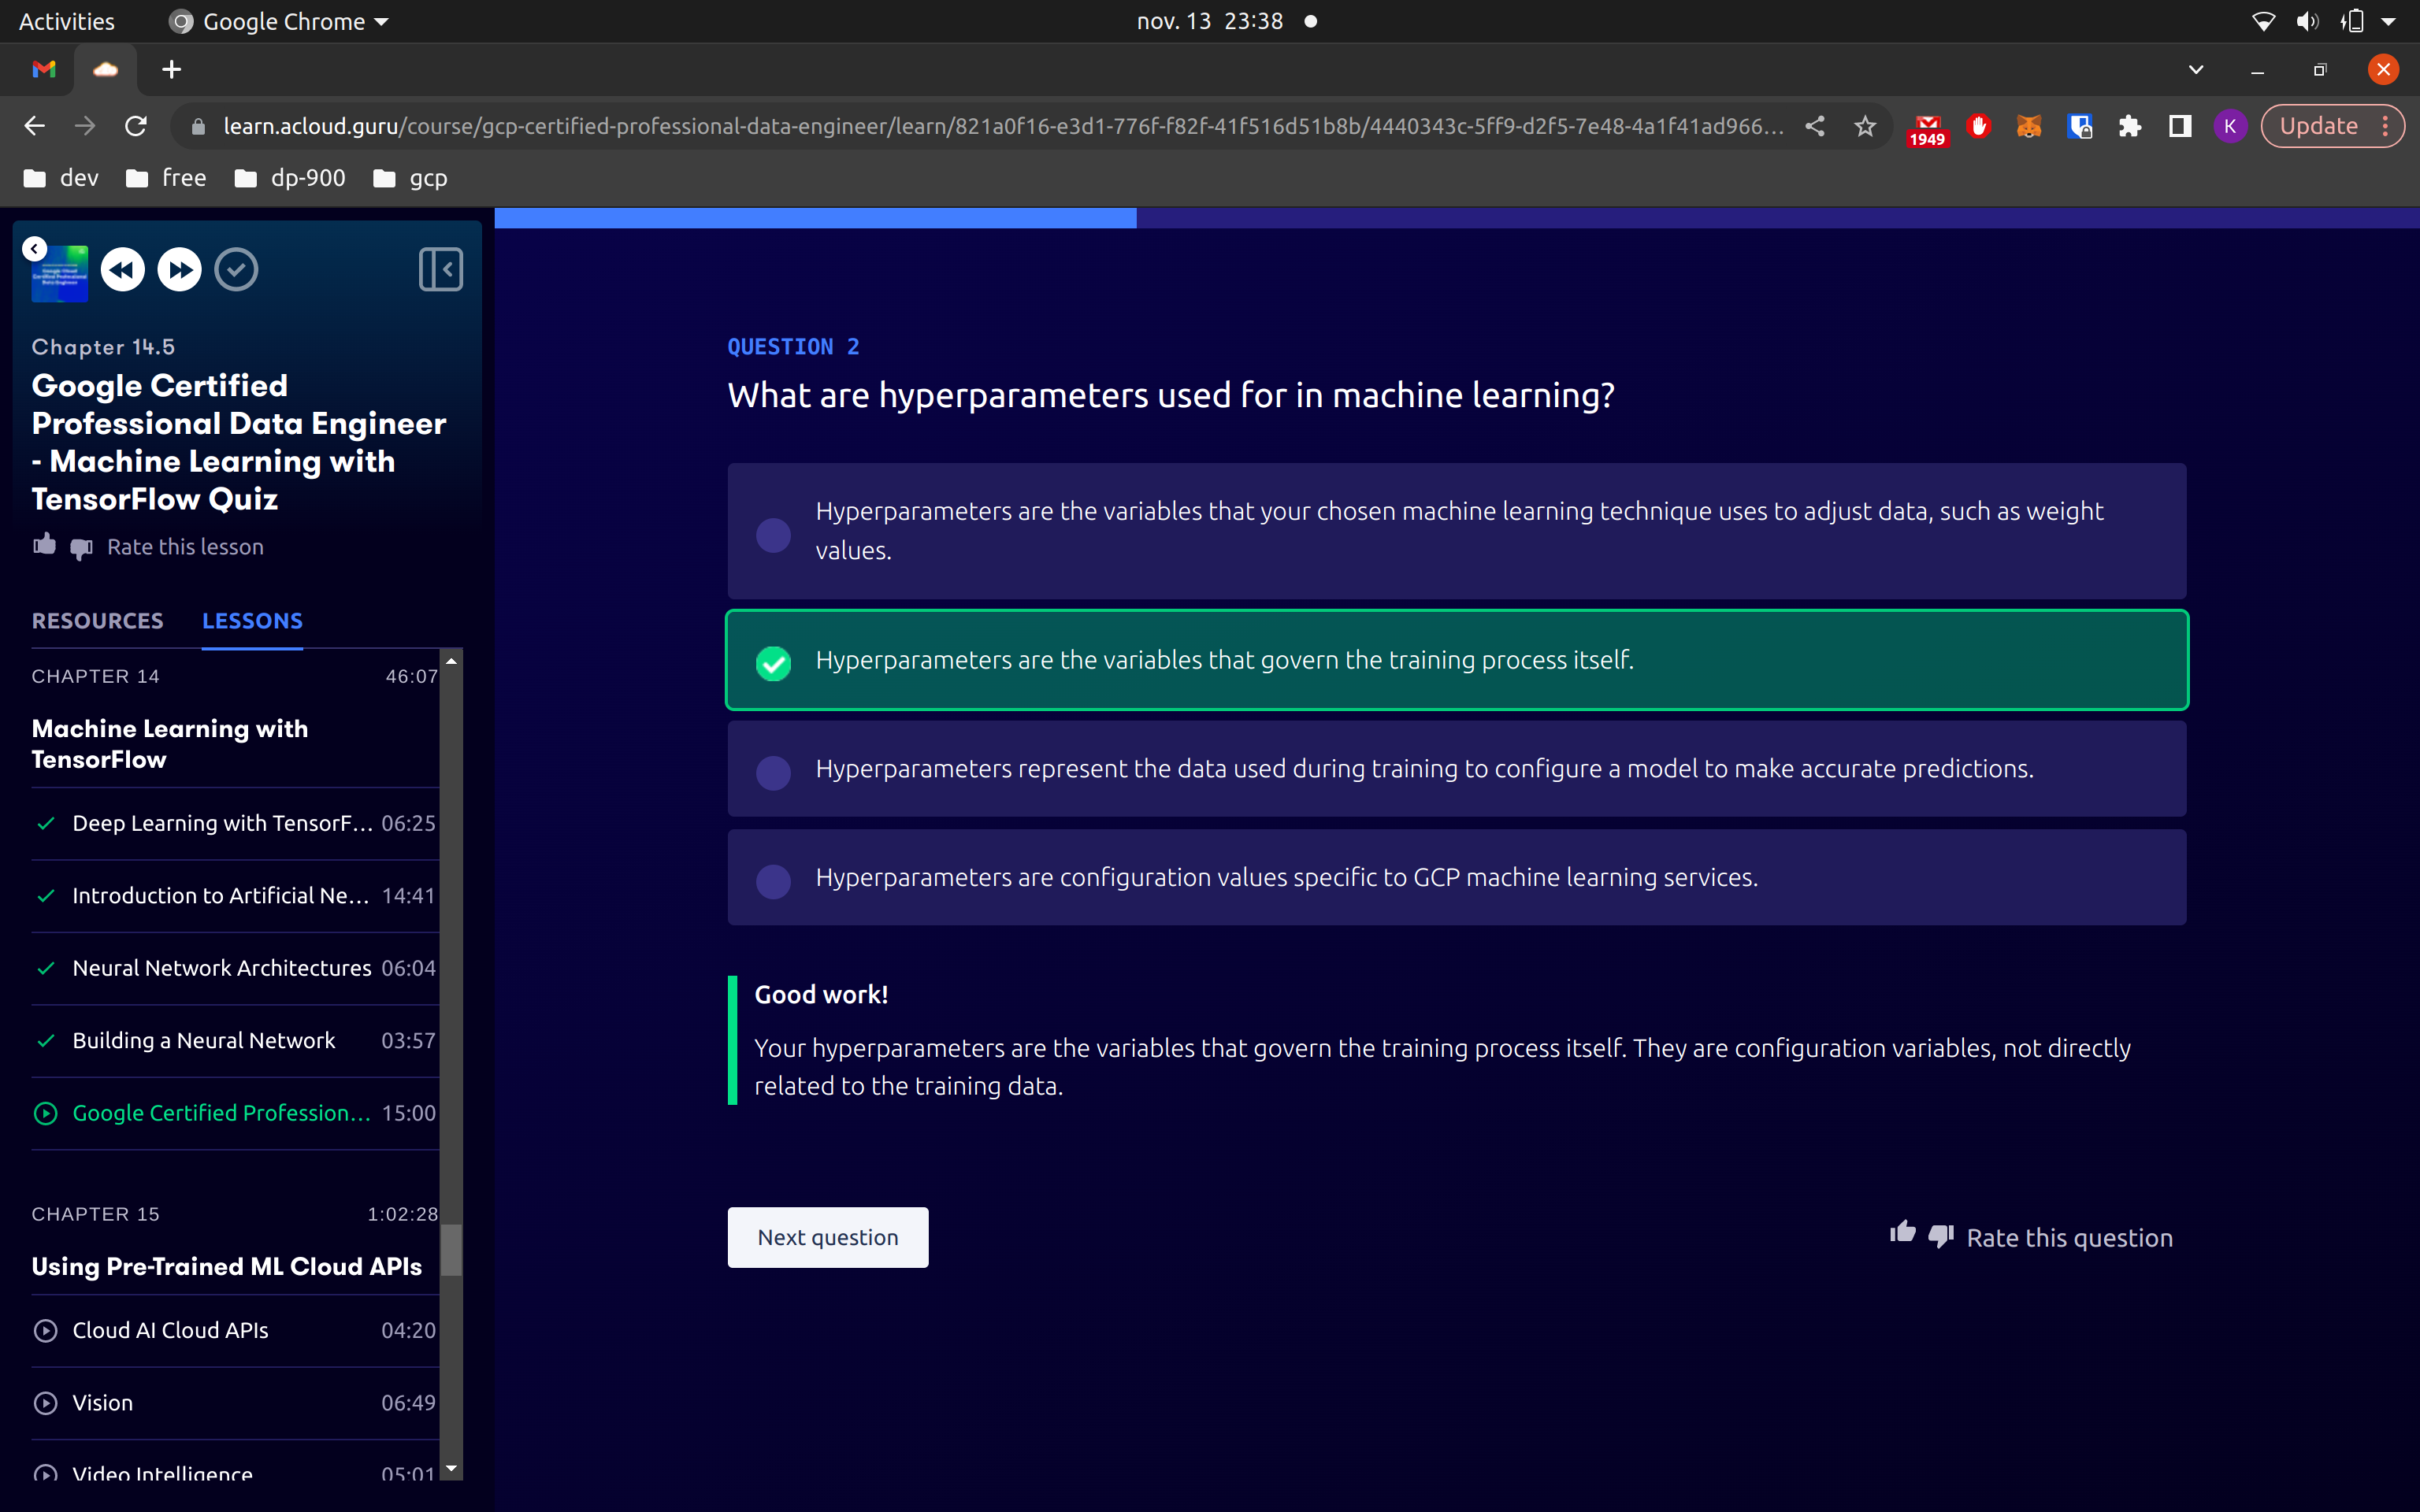 Activities
Google Chrome
nov. 13 23:38
learn.acloud.guru/course/gcp-certified-professional-data-engineer/learn/821a0f16-e3d1-776f-f82f-41f516d51b8b/4440343c-5ff9-d2f5-7e48-4a1f41ad966...
1949
K
Update
dev
free
dp-900
gcp
Chapter 14.5
Google Certified
Professional Data Engineer
- Machine Learning with
TensorFlow Quiz
Rate this lesson
RESOURCES
LESSONS
CHAPTER 14 46:07
Machine Learning with
TensorFlow
Deep Learning with TensorF... 06:25
Introduction to Artificial Ne... 14:41
Neural Network Architectures 06:04
Building a Neural Network 03:57
Google Certified Profession... 15:00
CHAPTER 15 1:02:28
Using Pre-Trained ML Cloud APIs
Cloud AI Cloud APIs 04:20
Vision 06:49
Video Intelligence 05:01
QUESTION 2
What are hyperparameters used for in machine learning?
Hyperparameters are the variables that your chosen machine learning technique uses to adjust data, such as weight
values.
Hyperparameters are the variables that govern the training process itself.
Hyperparameters represent the data used during training to configure a model to make accurate predictions.
Hyperparameters are configuration values specific to GCP machine learning services.
Good work!
Your hyperparameters are the variables that govern the training process itself. They are configuration variables, not directly
related to the training data.
Next question
Rate this question